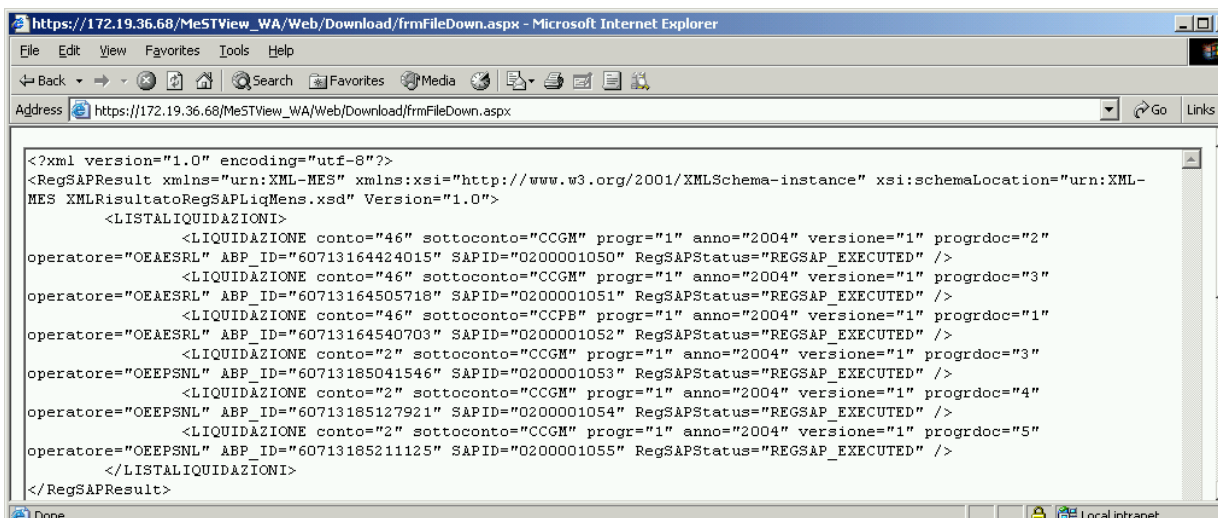 https://172.19.36.68/MeSTView_WA/Web/Download/frmFileDown.aspx - Microsoft Internet Explorer
File Edit View Favorites Tools Help
Back Search Favorites Media
Address https://172.19.36.68/MeSTView_WA/Web/Download/frmFileDown.aspx Go Links
<?xml version="1.0" encoding="utf-8"?>
<RegSAPResult xmlns="urn:XML-MES" xmlns:xsi="http://www.w3.org/2001/XMLSchema-instance" xsi:schemaLocation="urn:XML-
MES XMLRisultatoRegSAPLiqMens.xsd" Version="1.0">
<LISTALIQUIDAZIONI>
<LIQUIDAZIONE conto="46" sottoconto="CCGM" progr="1" anno="2004" versione="1" progrdoc="2"
operatore="OEAESRL" ABP_ID="60713164424015" SAPID="0200001050" RegSAPStatus="REGSAP_EXECUTED" />
<LIQUIDAZIONE conto="46" sottoconto="CCGM" progr="1" anno="2004" versione="1" progrdoc="3"
operatore="OEAESRL" ABP_ID="60713164505718" SAPID="0200001051" RegSAPStatus="REGSAP_EXECUTED" />
<LIQUIDAZIONE conto="46" sottoconto="CCPB" progr="1" anno="2004" versione="1" progrdoc="1"
operatore="OEAESRL" ABP_ID="60713164540703" SAPID="0200001052" RegSAPStatus="REGSAP_EXECUTED" />
<LIQUIDAZIONE conto="2" sottoconto="CCGM" progr="1" anno="2004" versione="1" progrdoc="3"
operatore="OEEPSNL" ABP_ID="60713185041546" SAPID="0200001053" RegSAPStatus="REGSAP_EXECUTED" />
<LIQUIDAZIONE conto="2" sottoconto="CCGM" progr="1" anno="2004" versione="1" progrdoc="4"
operatore="OEEPSNL" ABP_ID="60713185127921" SAPID="0200001054" RegSAPStatus="REGSAP_EXECUTED" />
<LIQUIDAZIONE conto="2" sottoconto="CCGM" progr="1" anno="2004" versione="1" progrdoc="5"
operatore="OEEPSNL" ABP_ID="60713185211125" SAPID="0200001055" RegSAPStatus="REGSAP_EXECUTED" />
</LISTALIQUIDAZIONI>
</RegSAPResult>
Done Local intranet